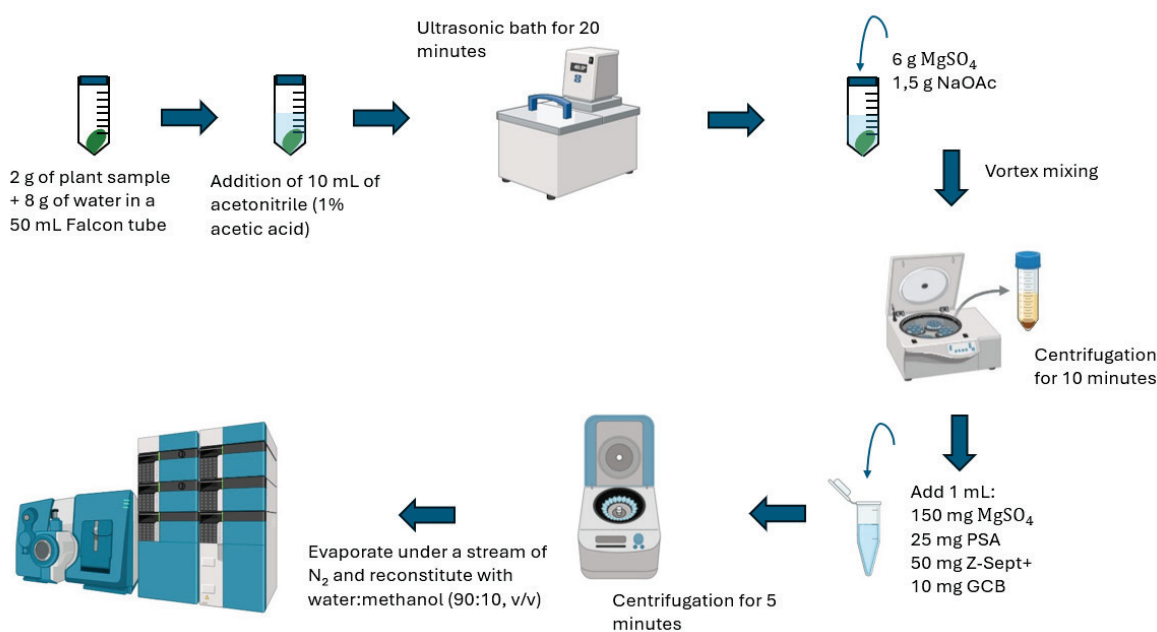 2 g of plant sample
+ 8 g of water in a
50 mL Falcon tube
Addition of 10 mL of
acetonitrile (1%
acetic acid)
Ultrasonic bath for 20
minutes
6 g MgSO₄
1,5 g NaOAc
Vortex mixing
Centrifugation
for 10 minutes
Add 1 mL:
150 mg MgSO₄
25 mg PSA
50 mg Z-Sept+
10 mg GCB
Centrifugation for 5
minutes
Evaporate under a stream of
N₂ and reconstitute with
water:methanol (90:10, v/v)